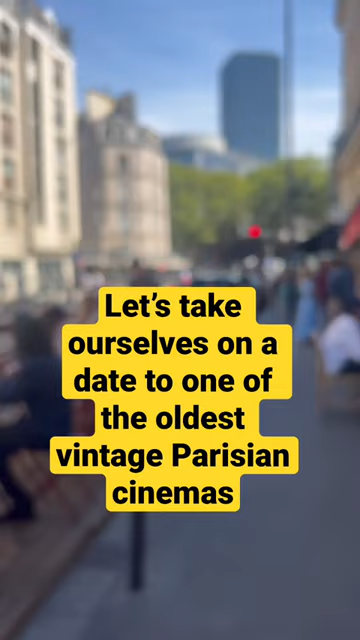 Let’s take
ourselves on a
date to one of
the oldest
vintage Parisian
cinemas